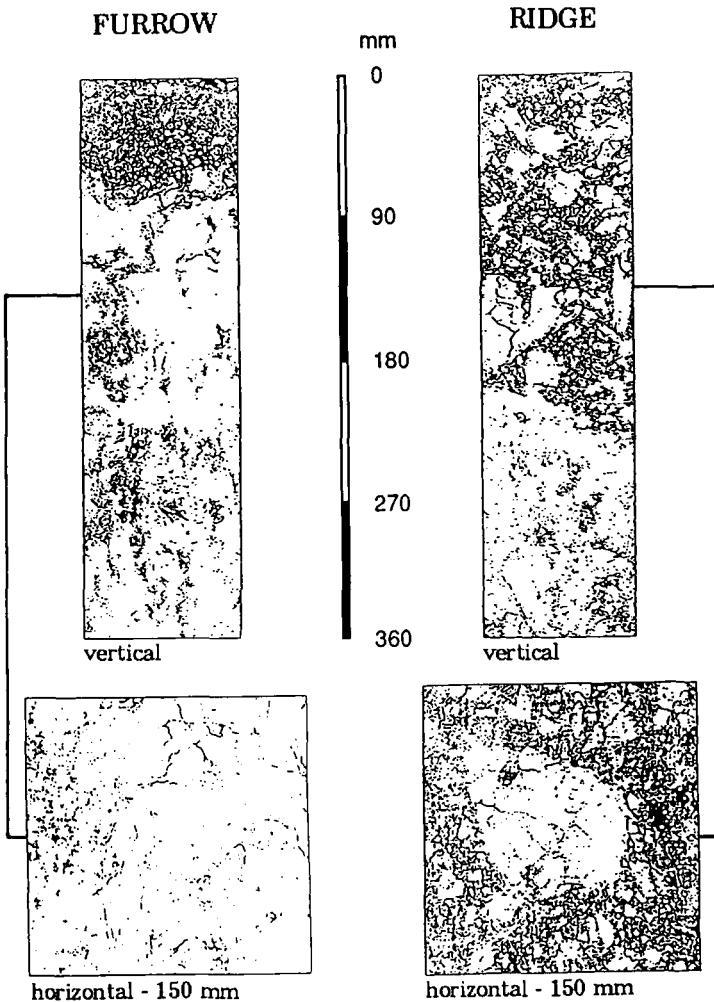 FURROW
RIDGE
mm
0
90
180
270
360
vertical
vertical
horizontal - 150 mm
horizontal - 150 mm